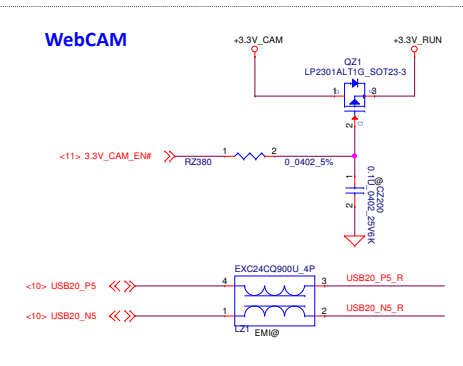 WebCAM
+3.3V_CAM
+3.3V_RUN
QZ1
LP2301ALT1G_SOT23-3
1
D
S
3
2
G
<11> 3.3V_CAM_EN#
1
2
RZ380
0_0402_5%
1
2
@CZ200
0.1U_0402_25V6K
EXC24CQ900U_4P
<10> USB20_P5
4
3
USB20_P5_R
<10> USB20_N5
1
2
USB20_N5_R
LZ1
EMI@